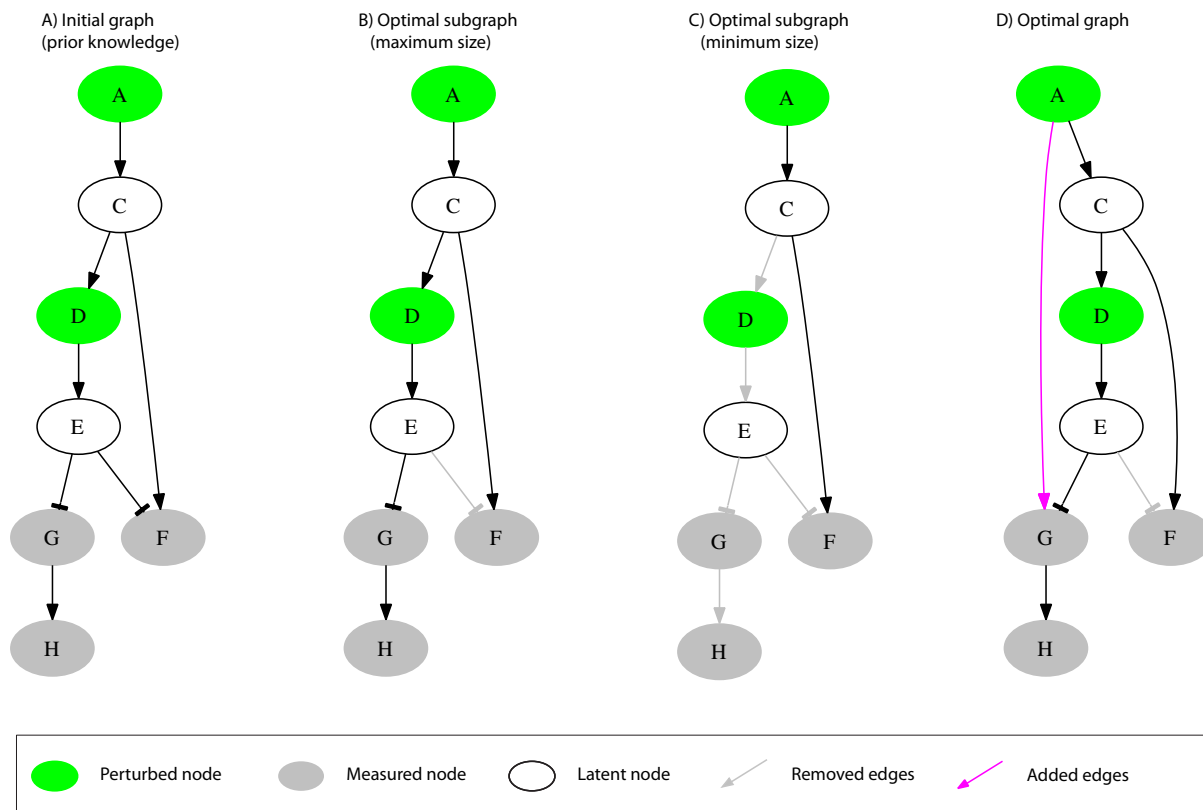 A) Initial graph
(prior knowledge)
B) Optimal subgraph
(maximum size)
C) Optimal subgraph
(minimum size)
D) Optimal graph
A
C
D
E
G
F
H
A
C
D
E
G
F
H
A
C
D
E
G
F
H
A
C
D
E
G
F
H
Perturbed node
Measured node
Latent node
Removed edges
Added edges